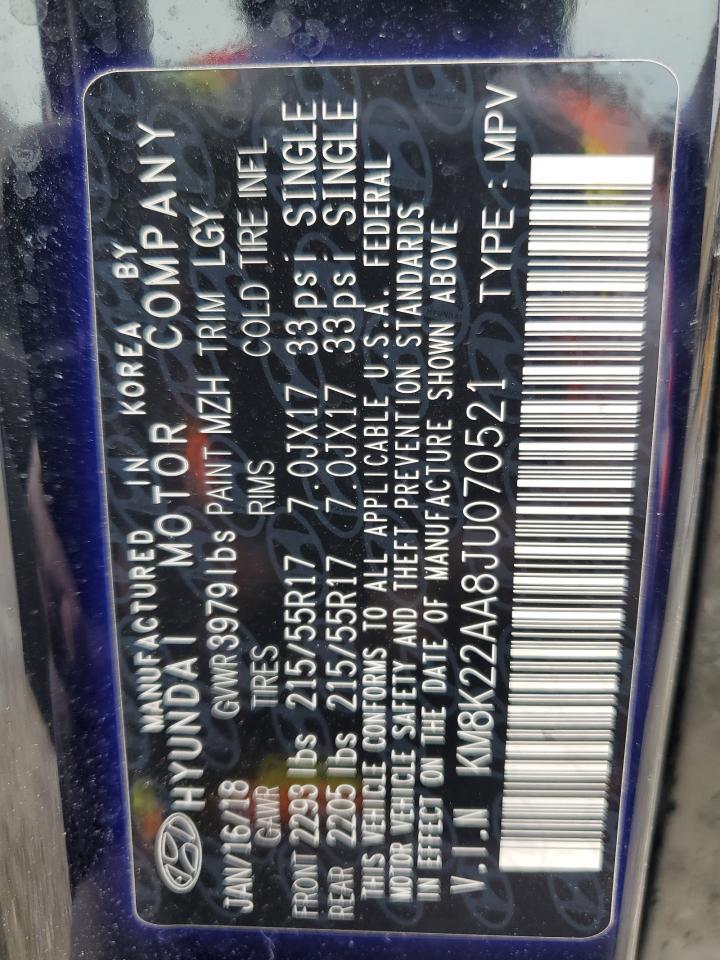 MANUFACTURED IN KOREA BY
HYUNDAI MOTOR COMPANY
JAN/16/18 GVWR3979lbs PAINT MZH TRIM LGY
GAWR TIRES RIMS COLD TIRE INFL
FRONT 2293 lbs 215/55R17 7.0JX17 33psi SINGLE
REAR 2205 lbs 215/55R17 7.0JX17 33psi SINGLE
THIS VEHICLE CONFORMS TO ALL APPLICABLE U.S.A. FEDERAL
MOTOR VEHICLE SAFETY AND THEFT PREVENTION STANDARDS
IN EFFECT ON THE DATE OF MANUFACTURE SHOWN ABOVE
V.I.N KM8K22AA8JU070521 TYPE : MPV